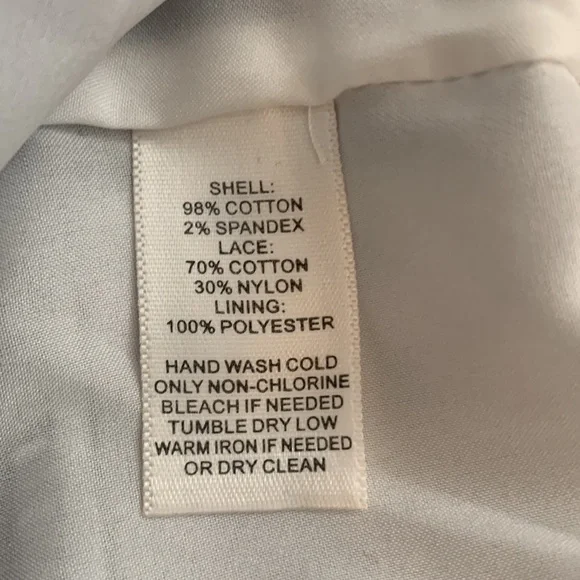 SHELL:
98% COTTON
2% SPANDEX
LACE:
70% COTTON
30% NYLON
LINING:
100% POLYESTER
HAND WASH COLD
ONLY NON-CHLORINE
BLEACH IF NEEDED
TUMBLE DRY LOW
WARM IRON IF NEEDED
OR DRY CLEAN